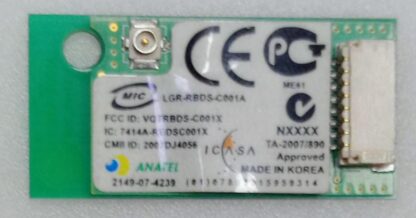 CE PC
ME61
MIC LGR-RBDS-C001A
FCC ID: VQTRBDS-C001X
IC: 7414A-RBDSC001X NXXXX
CMII ID: 2007DJ4056 ICASA TA-2007/890
Approved
ANATEL MADE IN KOREA
2149-07-4239